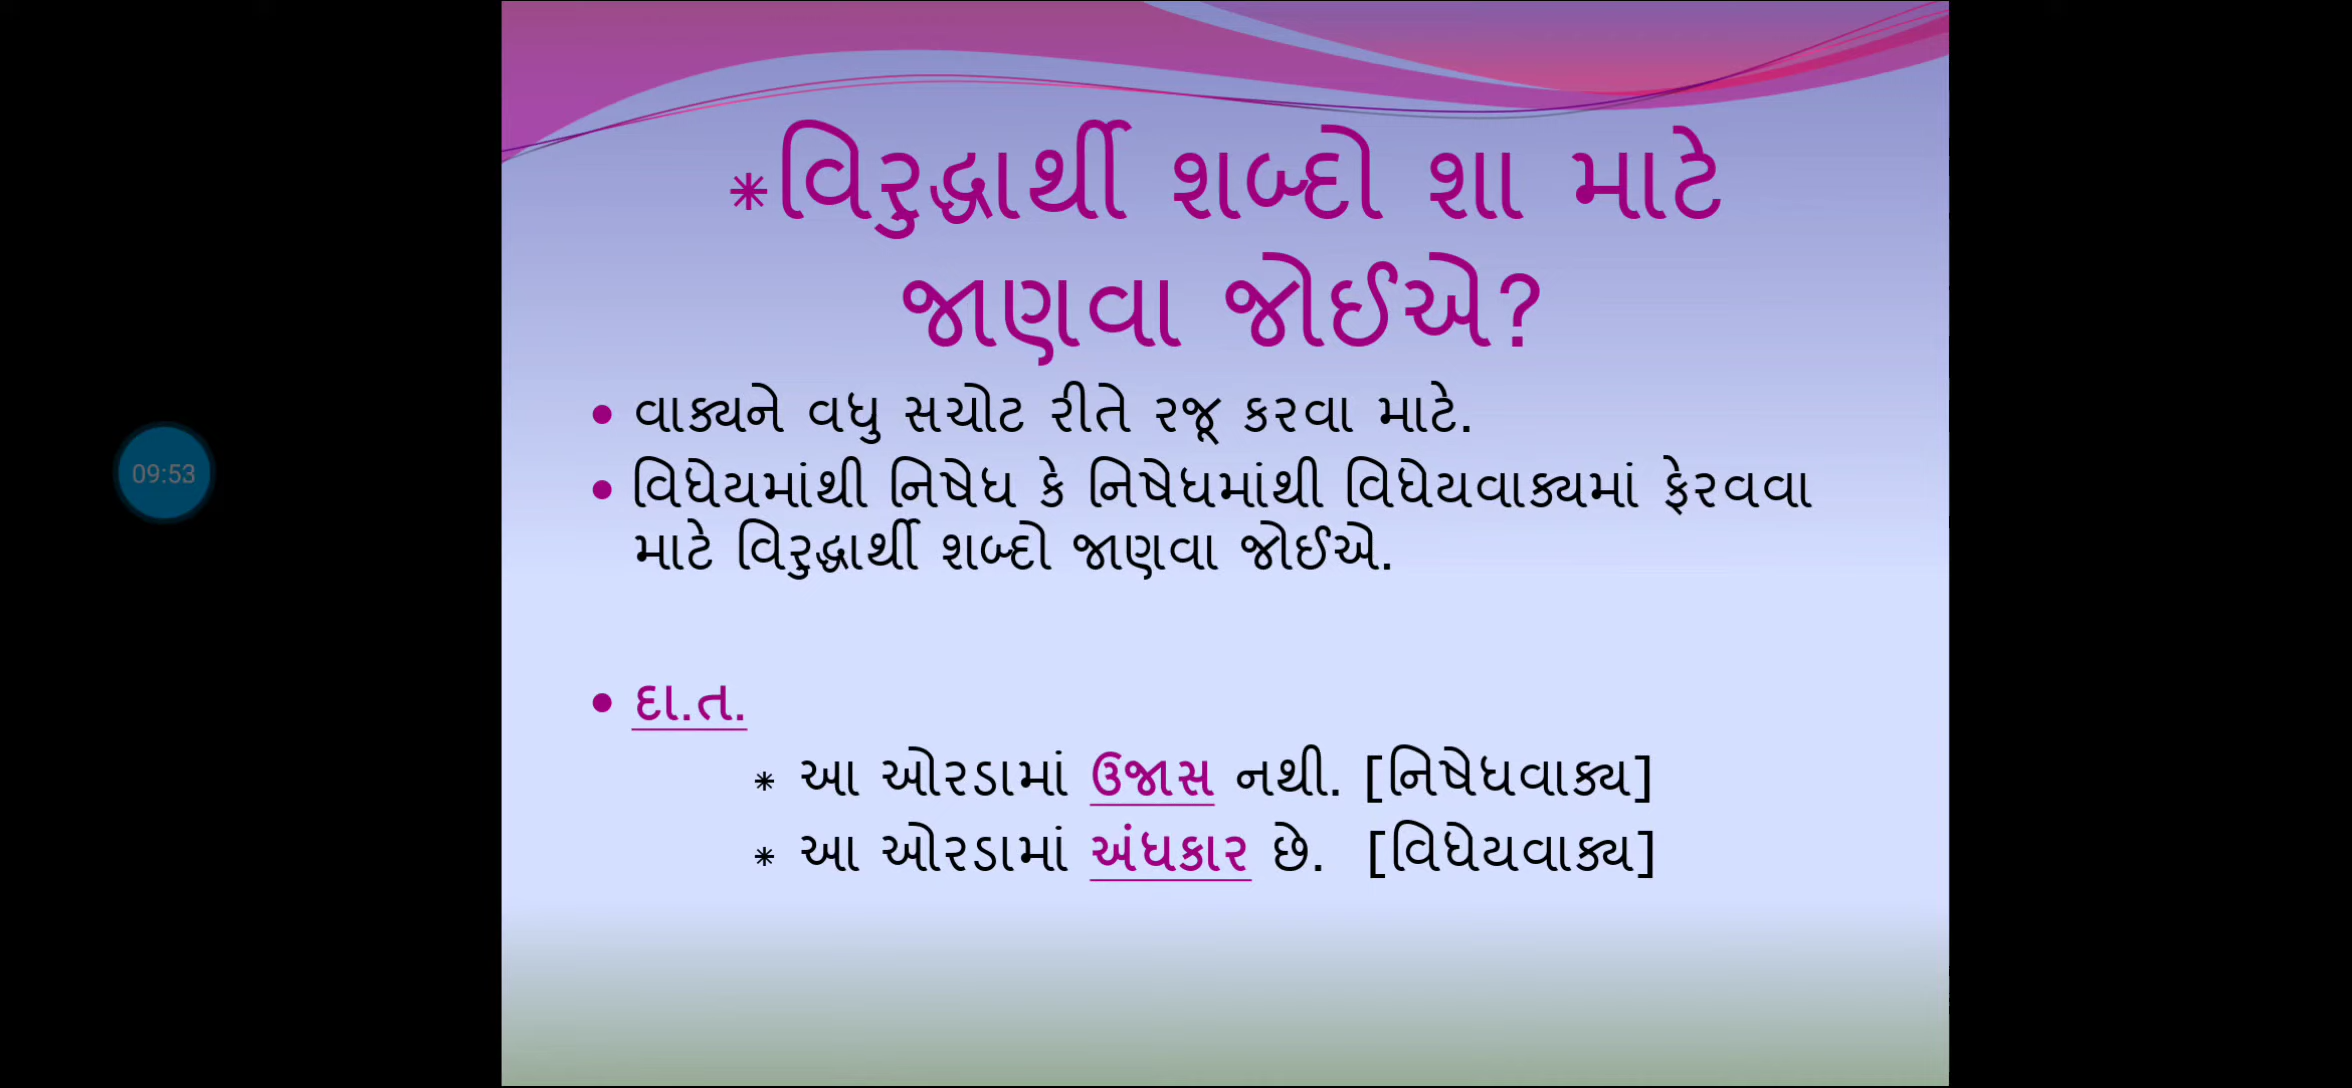 *વિરુદ્ધાર્થી શબ્દો શા માટે
જાણવા જોઈએ?
• વાક્યને વધુ સચોટ રીતે રજૂ કરવા માટે.
• વિધેયમાંથી નિષેધ કે નિષેધમાંથી વિધેયવાક્યમાં ફેરવવા
માટે વિરુદ્ધાર્થી શબ્દો જાણવા જોઈએ.
09:53
• દા.ત.
* આ ઓરડામાં ઉજાસ નથી. [નિષેધવાક્ય]
* આ ઓરડામાં અંધકાર છે. [વિધેયવાક્ય]